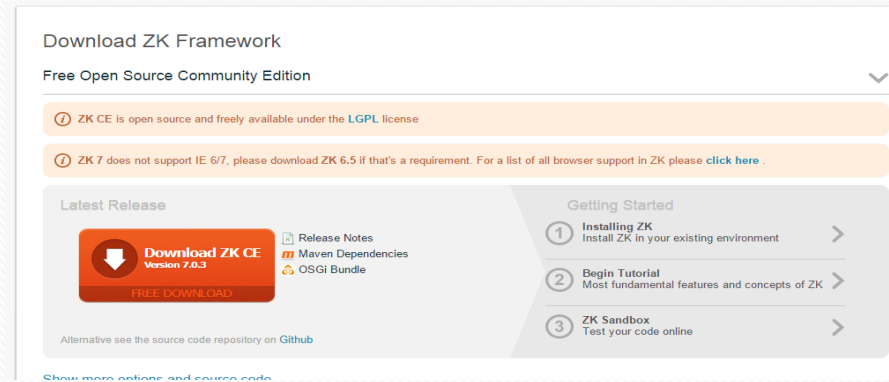 Download ZK Framework
Free Open Source Community Edition
ZK CE is open source and freely available under the LGPL license
ZK 7 does not support IE 6/7, please download ZK 6.5 if that's a requirement. For a list of all browser support in ZK please click here .
Latest Release
Download ZK CE
Version 7.0.3
FREE DOWNLOAD
Release Notes
Maven Dependencies
OSGi Bundle
Alternative see the source code repository on Github
Getting Started
1 Installing ZK
Install ZK in your existing environment
2 Begin Tutorial
Most fundamental features and concepts of ZK
3 ZK Sandbox
Test your code online
Show more options and source code